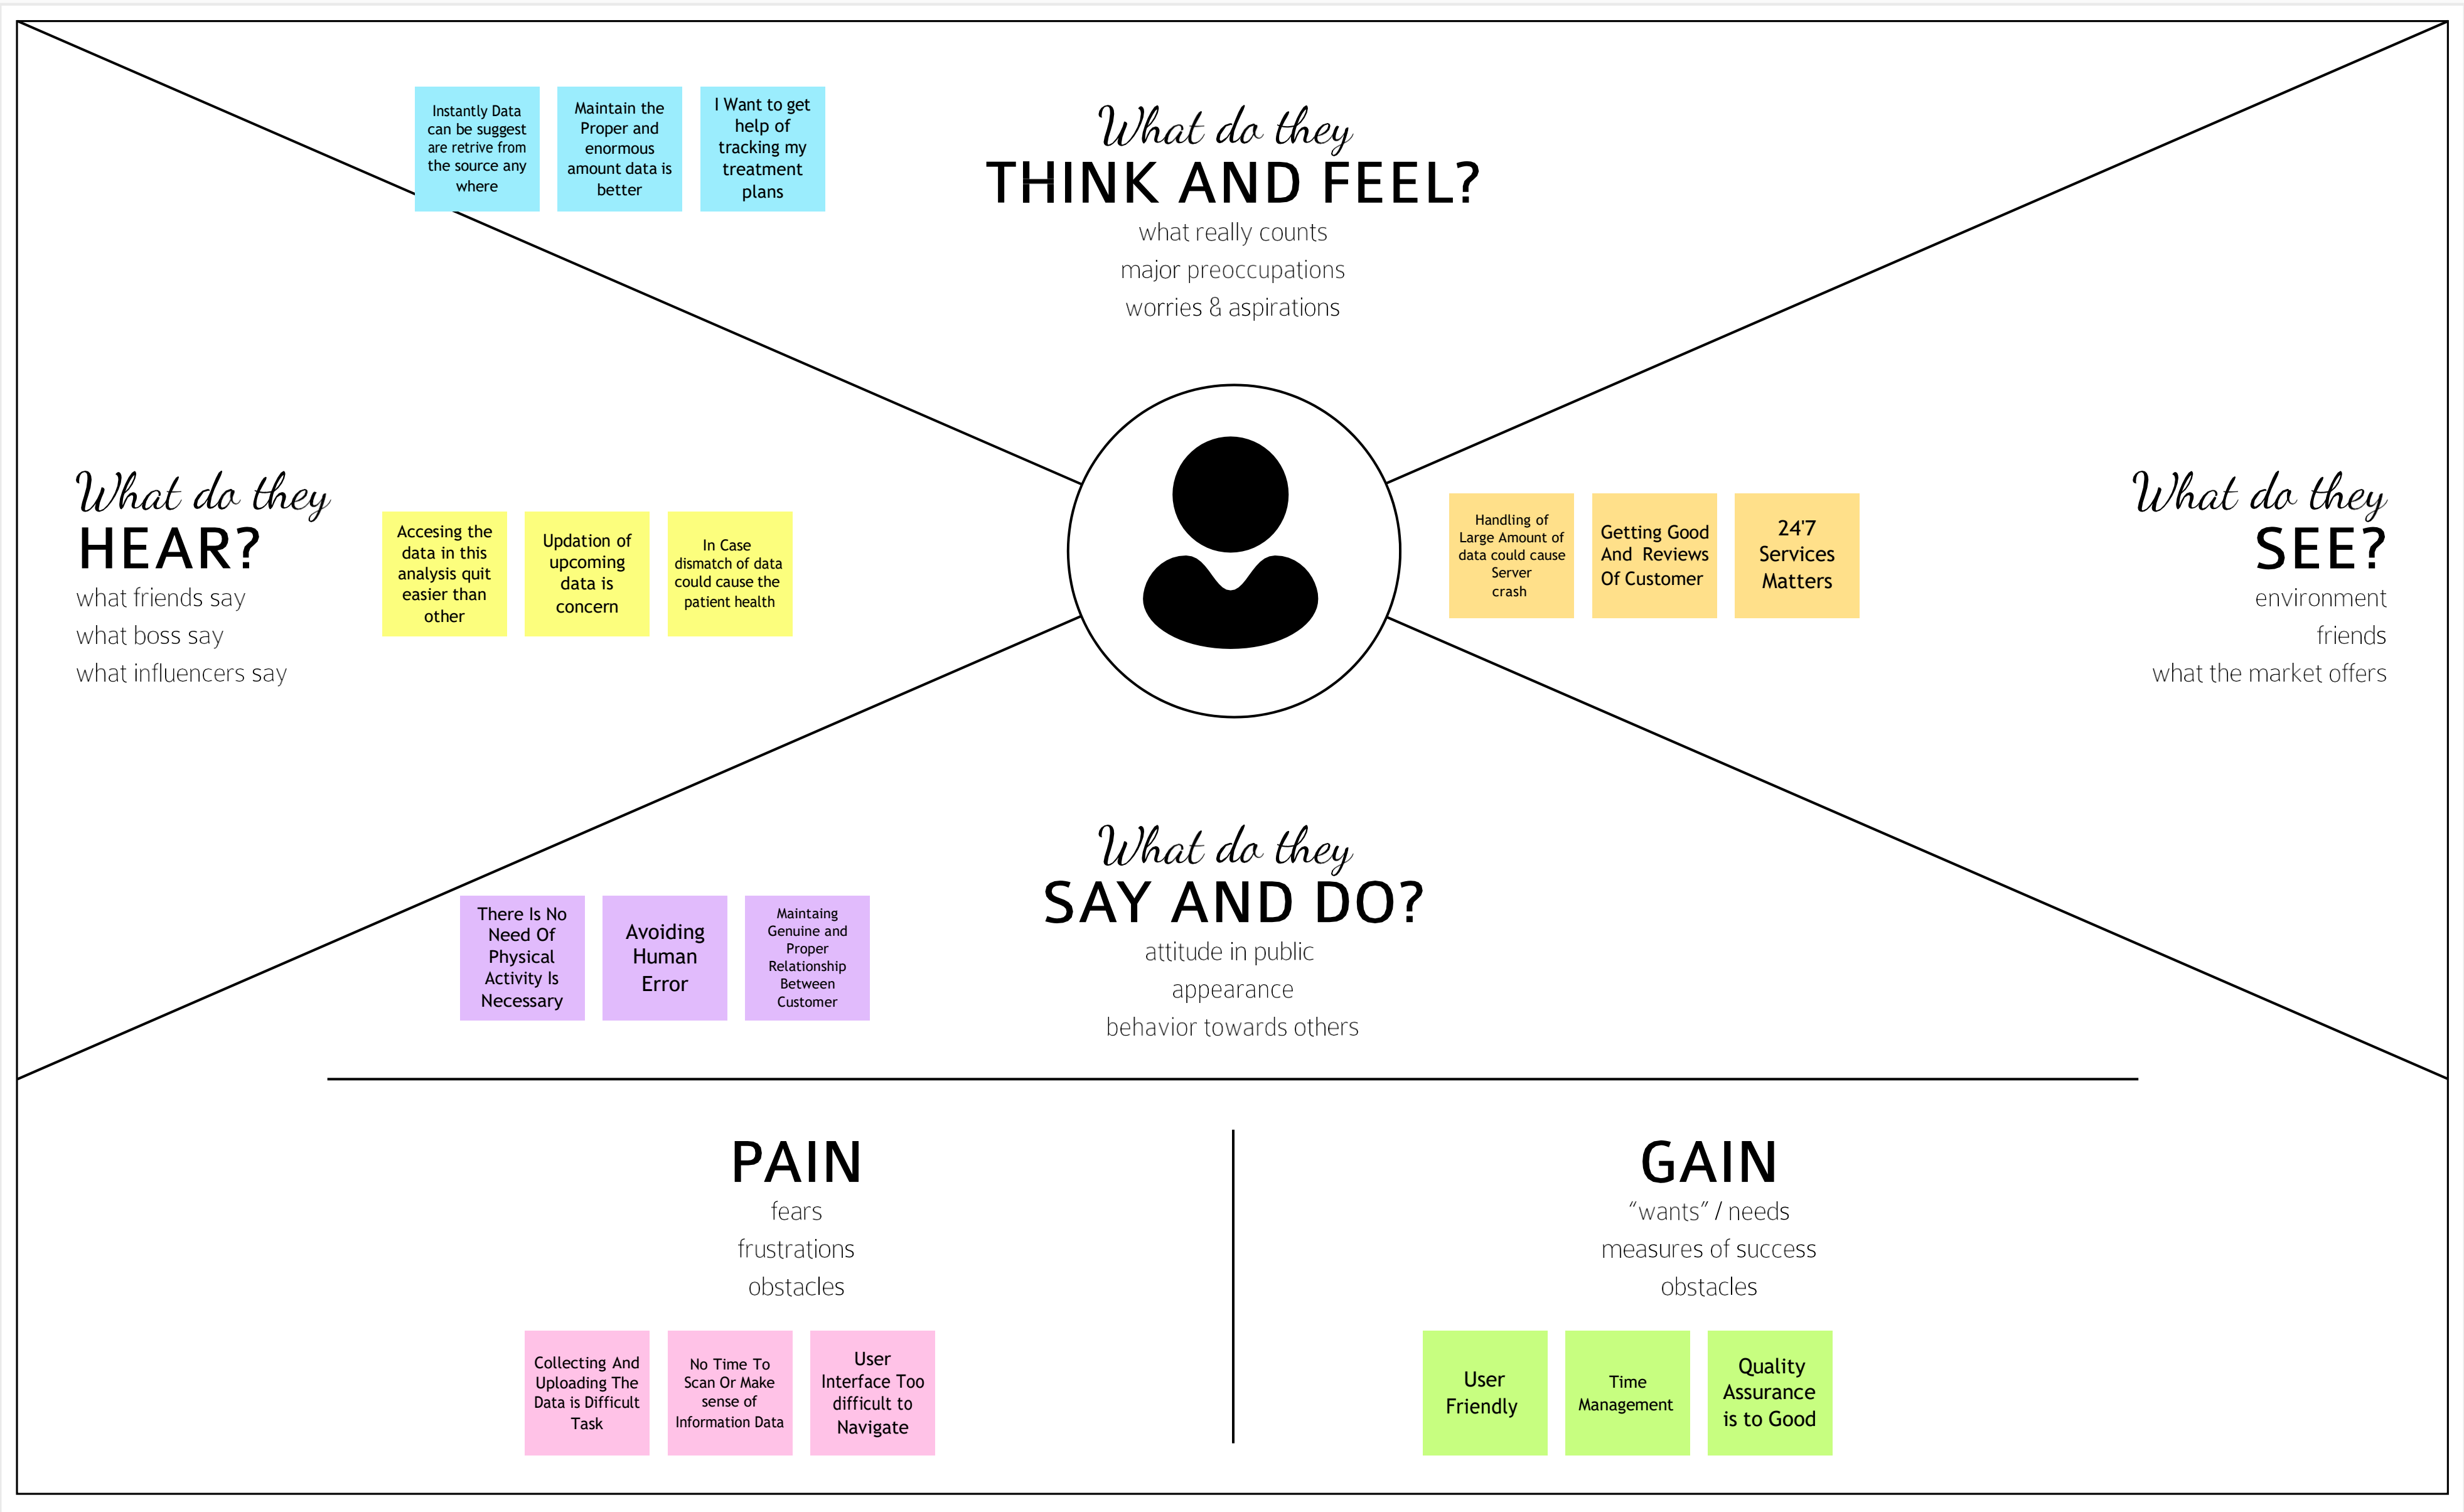 Instantly Data
can be suggest
are retrive from
the source any
where
Maintain the
Proper and
enormous
amount data is
better
I Want to get
help of
tracking my
treatment
plans
What do they
THINK AND FEEL?
what really counts
major preoccupations
worries & aspirations
What do they
HEAR?
what friends say
what boss say
what influencers say
Accesing the
data in this
analysis quit
easier than
other
Updation of
upcoming
data is
concern
In Case
dismatch of data
could cause the
patient health
Handling of
Large Amount of
data could cause
Server
crash
Getting Good
And Reviews
Of Customer
24'7
Services
Matters
What do they
SEE?
environment
friends
what the market offers
What do they
SAY AND DO?
attitude in public
appearance
behavior towards others
There Is No
Need Of
Physical
Activity Is
Necessary
Avoiding
Human
Error
Maintaing
Genuine and
Proper
Relationship
Between
Customer
PAIN
fears
frustrations
obstacles
Collecting And
Uploading The
Data is Difficult
Task
No Time To
Scan Or Make
sense of
Information Data
User
Interface Too
difficult to
Navigate
GAIN
“wants” / needs
measures of success
obstacles
User
Friendly
Time
Management
Quality
Assurance
is to Good